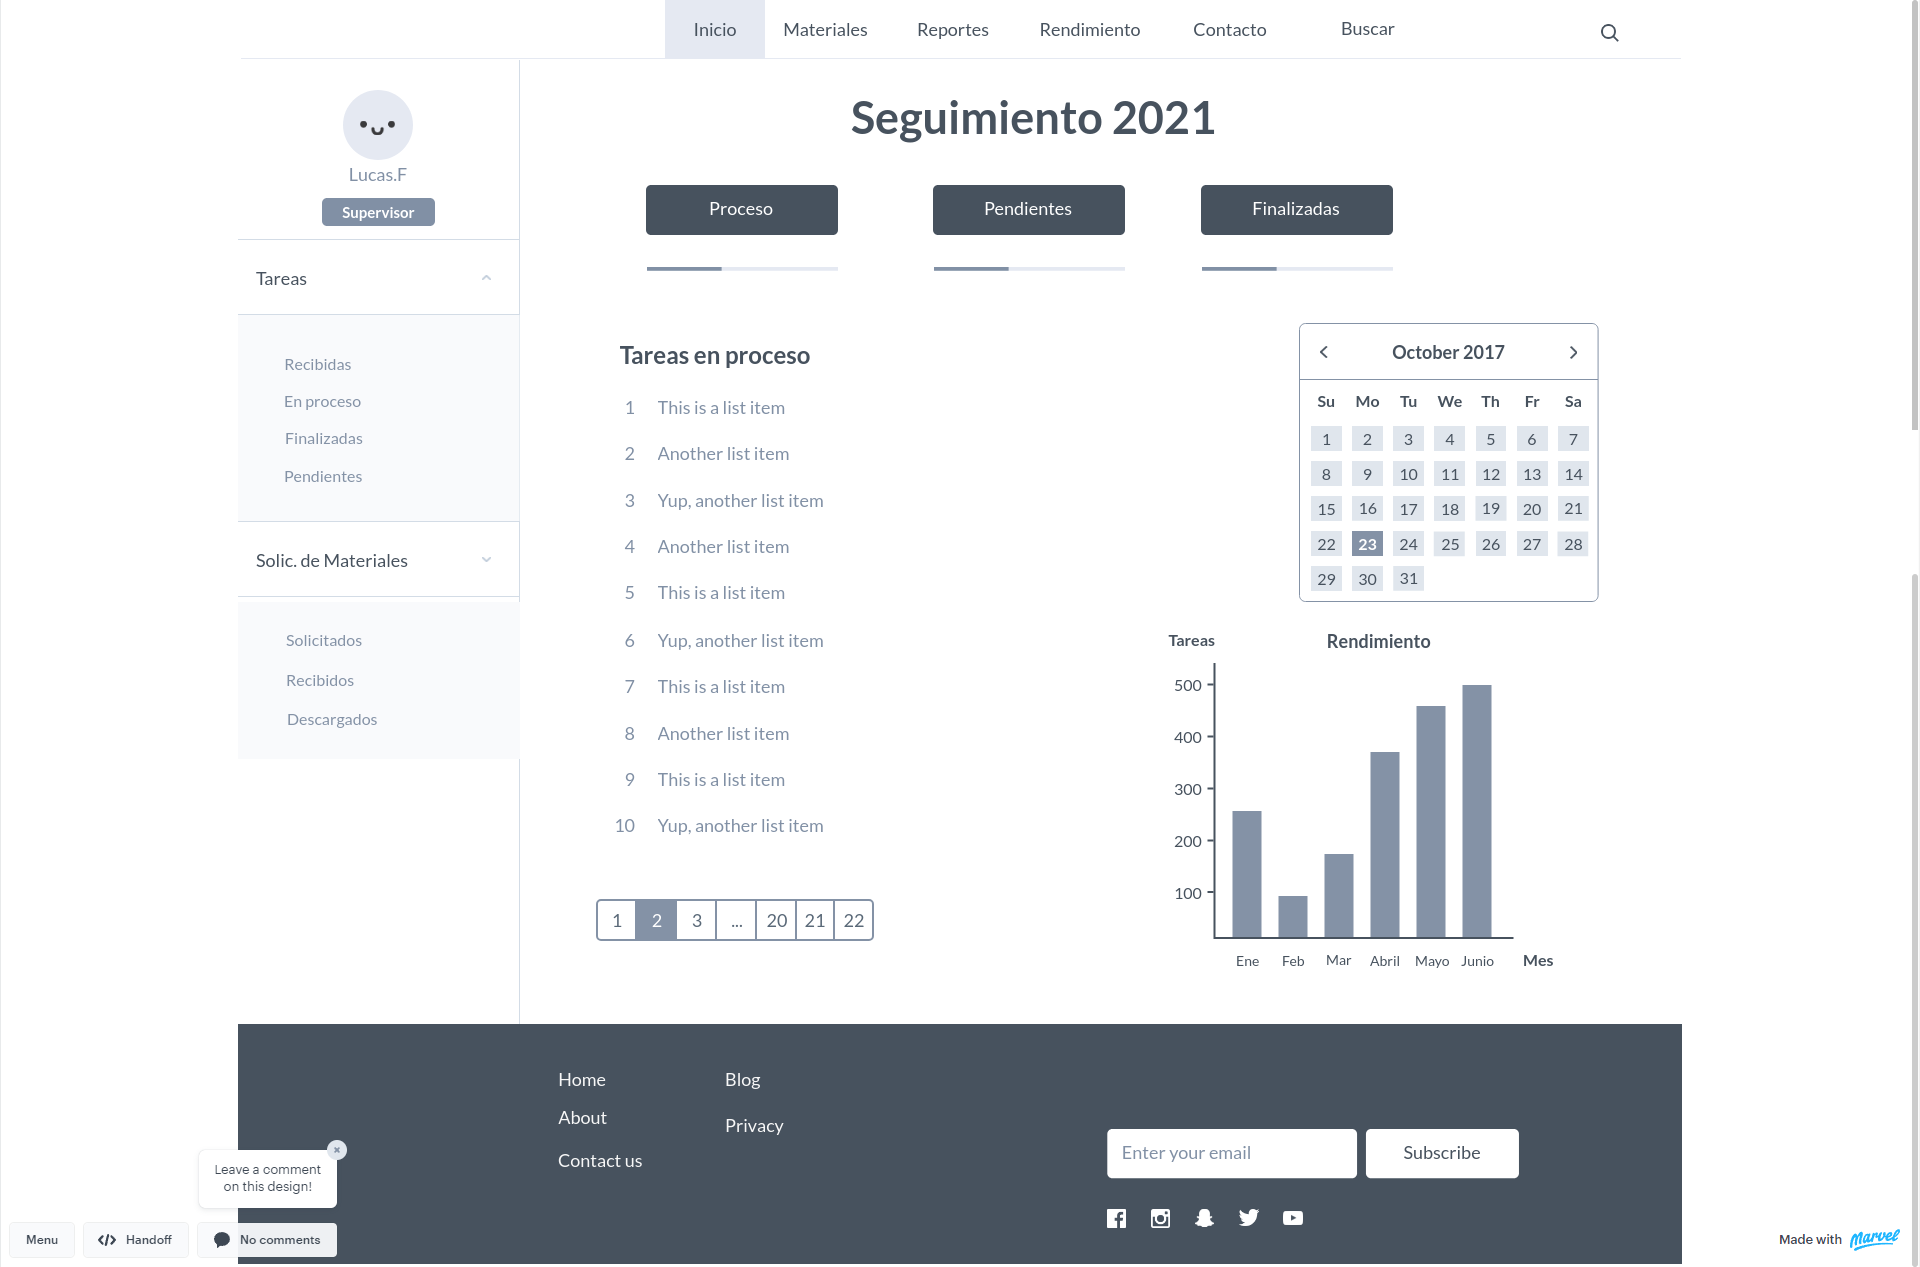 Inicio Materiales Reportes Rendimiento Contacto Buscar
Lucas.F
Supervisor
Tareas
Recibidas
En proceso
Finalizadas
Pendientes
Solic. de Materiales
Solicitados
Recibidos
Descargados
Seguimiento 2021
Proceso Pendientes Finalizadas
Tareas en proceso
1 This is a list item
2 Another list item
3 Yup, another list item
4 Another list item
5 This is a list item
6 Yup, another list item
7 This is a list item
8 Another list item
9 This is a list item
10 Yup, another list item
1 2 3 ... 20 21 22
October 2017
Su Mo Tu We Th Fr Sa
1 2 3 4 5 6 7
8 9 10 11 12 13 14
15 16 17 18 19 20 21
22 23 24 25 26 27 28
29 30 31
Tareas Rendimiento
500
400
300
200
100
Ene Feb Mar Abril Mayo Junio Mes
Home Blog
About Privacy
Contact us
Enter your email Subscribe
Leave a comment
on this design!
Menu Handoff No comments
Made with Marvel